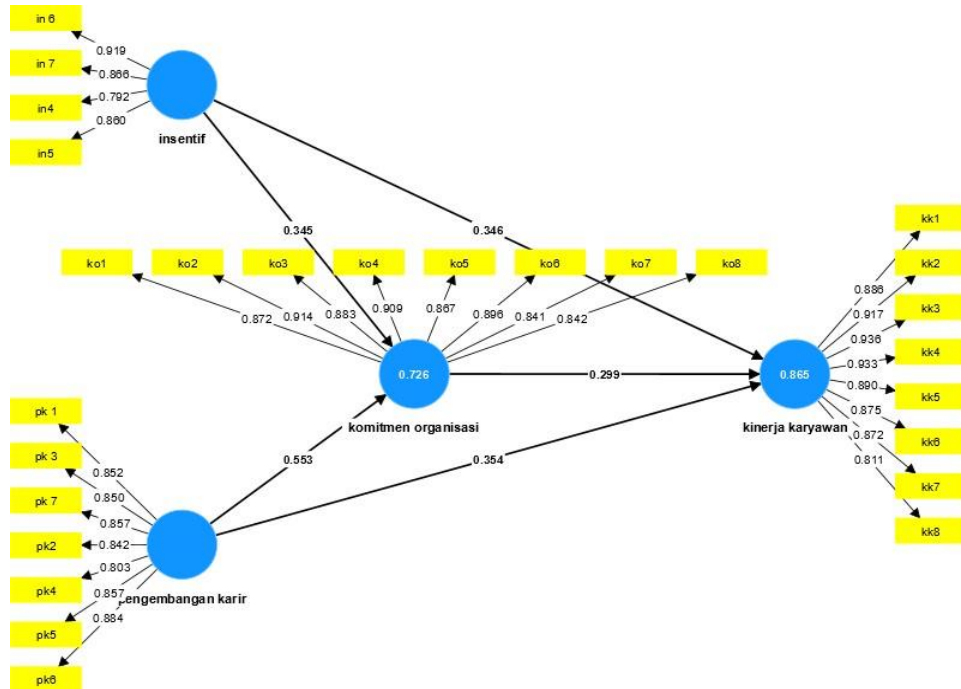 in 6
in 7
in4
in5
0.919
0.866
0.792
0.860
insentif
0.345
0.346
ko1
ko2
ko3
ko4
ko5
ko6
ko7
ko8
0.872
0.914
0.883
0.909
0.867
0.896
0.841
0.842
0.726
komitmen organisasi
0.299
kk1
kk2
kk3
kk4
kk5
kk6
kk7
kk8
0.886
0.917
0.936
0.933
0.890
0.875
0.872
0.811
0.865
kinerja karyawan
0.553
0.354
pk 1
pk 3
pk 7
pk2
pk4
pk5
pk6
0.852
0.850
0.857
0.842
0.803
0.857
0.884
pengembangan karir